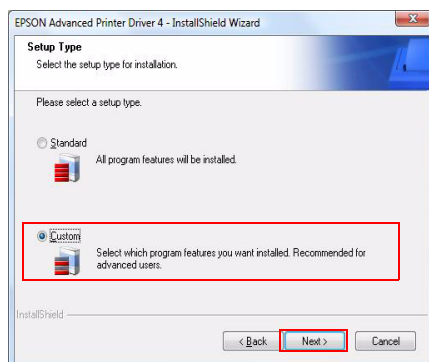 EPSON Advanced Printer Driver 4 - InstallShield Wizard
Setup Type
Select the setup type for installation.
Please select a setup type.
Standard
All program features will be installed.
Custom
Select which program features you want installed. Recommended for
advanced users.
InstallShield
< Back Next > Cancel